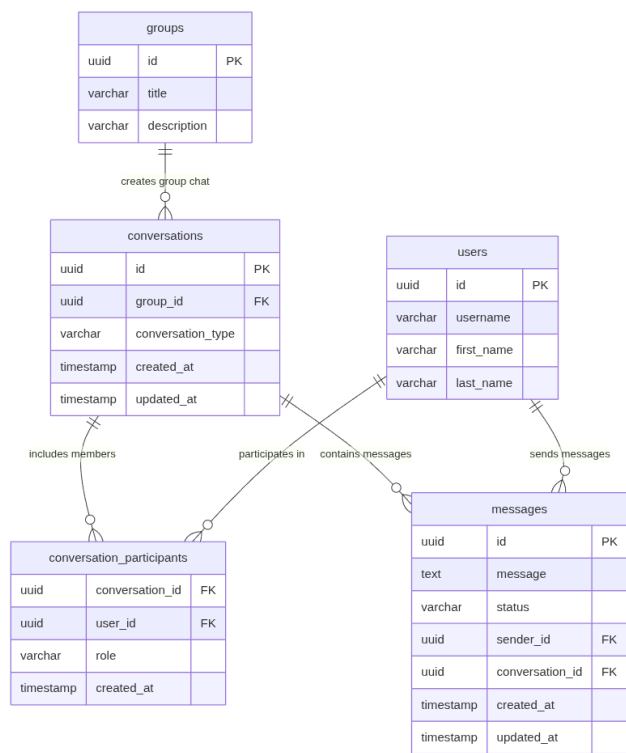 groups
uuid id PK
varchar title
varchar description
creates group chat
conversations
uuid id PK
uuid group_id FK
varchar conversation_type
timestamp created_at
timestamp updated_at
users
uuid id PK
varchar username
varchar first_name
varchar last_name
includes members
participates in
contains messages
sends messages
conversation_participants
uuid conversation_id FK
uuid user_id FK
varchar role
timestamp created_at
messages
uuid id PK
text message
varchar status
uuid sender_id FK
uuid conversation_id FK
timestamp created_at
timestamp updated_at